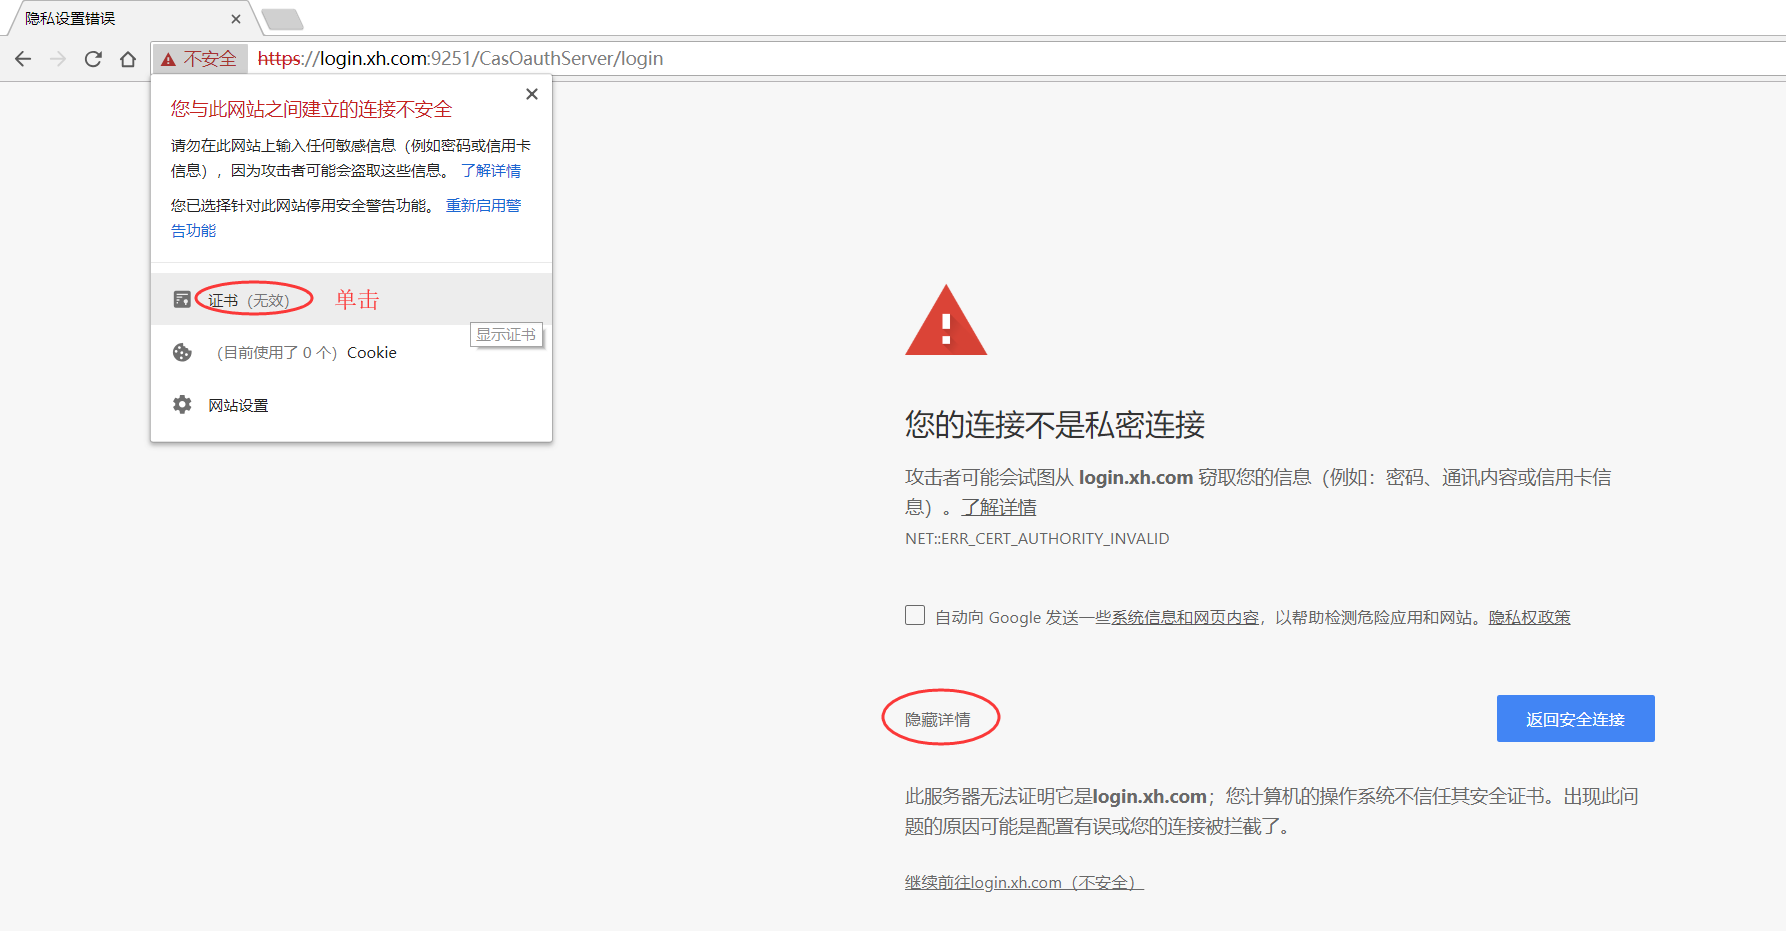 隐私设置错误
不安全 https://login.xh.com:9251/CasOauthServer/login
您与此网站之间建立的连接不安全
请勿在此网站上输入任何敏感信息（例如密码或信用卡
信息），因为攻击者可能会盗取这些信息。 了解详情
您已选择针对此网站停用安全警告功能。 重新启用警
告功能
证书（无效） 单击
显示证书
（目前使用了 0 个） Cookie
网站设置
您的连接不是私密连接
攻击者可能会试图从 login.xh.com 窃取您的信息（例如：密码、通讯内容或信用卡信
息）。了解详情
NET::ERR_CERT_AUTHORITY_INVALID
自动向 Google 发送一些系统信息和网页内容，以帮助检测危险应用和网站。隐私权政策
隐藏详情
返回安全连接
此服务器无法证明它是login.xh.com；您计算机的操作系统不信任其安全证书。出现此问
题的原因可能是配置有误或您的连接被拦截了。
继续前往login.xh.com（不安全）